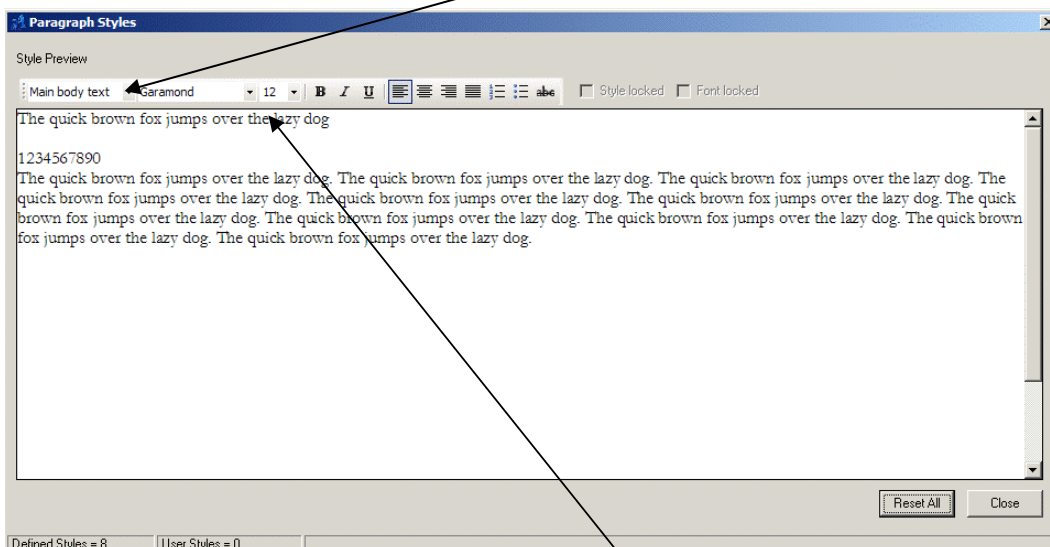 Paragraph Styles
Style Preview
Main body text Garamond 12 B I U abc Style locked Font locked
The quick brown fox jumps over the lazy dog
1234567890
The quick brown fox jumps over the lazy dog. The quick brown fox jumps over the lazy dog. The quick brown fox jumps over the lazy dog. The
quick brown fox jumps over the lazy dog. The quick brown fox jumps over the lazy dog. The quick brown fox jumps over the lazy dog. The quick
brown fox jumps over the lazy dog. The quick brown fox jumps over the lazy dog. The quick brown fox jumps over the lazy dog. The quick brown
fox jumps over the lazy dog. The quick brown fox jumps over the lazy dog.
Reset All Close
Defined Styles = 8 User Styles = 0